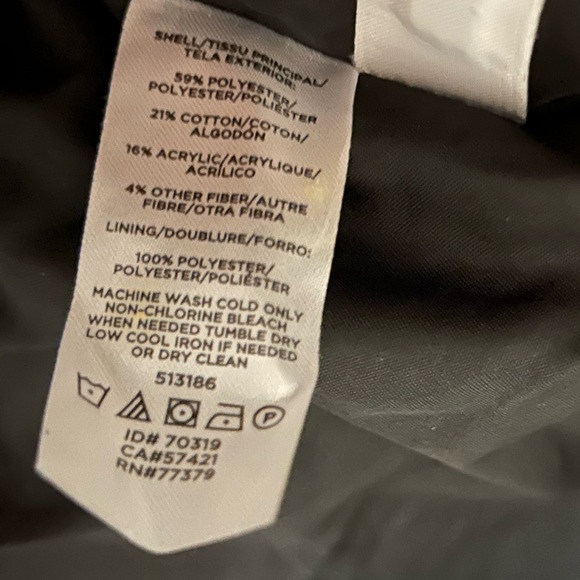 SHELL/TISSU PRINCIPAL/
TELA EXTERIOR:
59% POLYESTER/
POLYESTER/POLIÉSTER
21% COTTON/COTON/
ALGODÓN
16% ACRYLIC/ACRYLIQUE/
ACRÍLICO
4% OTHER FIBER/AUTRE
FIBRE/OTRA FIBRA
LINING/DOUBLURE/FORRO:
100% POLYESTER/
POLYESTER/POLIÉSTER
MACHINE WASH COLD ONLY
NON-CHLORINE BLEACH
WHEN NEEDED TUMBLE DRY
LOW COOL IRON IF NEEDED
OR DRY CLEAN
513186
P
ID# 70319
CA#57421
RN#77379